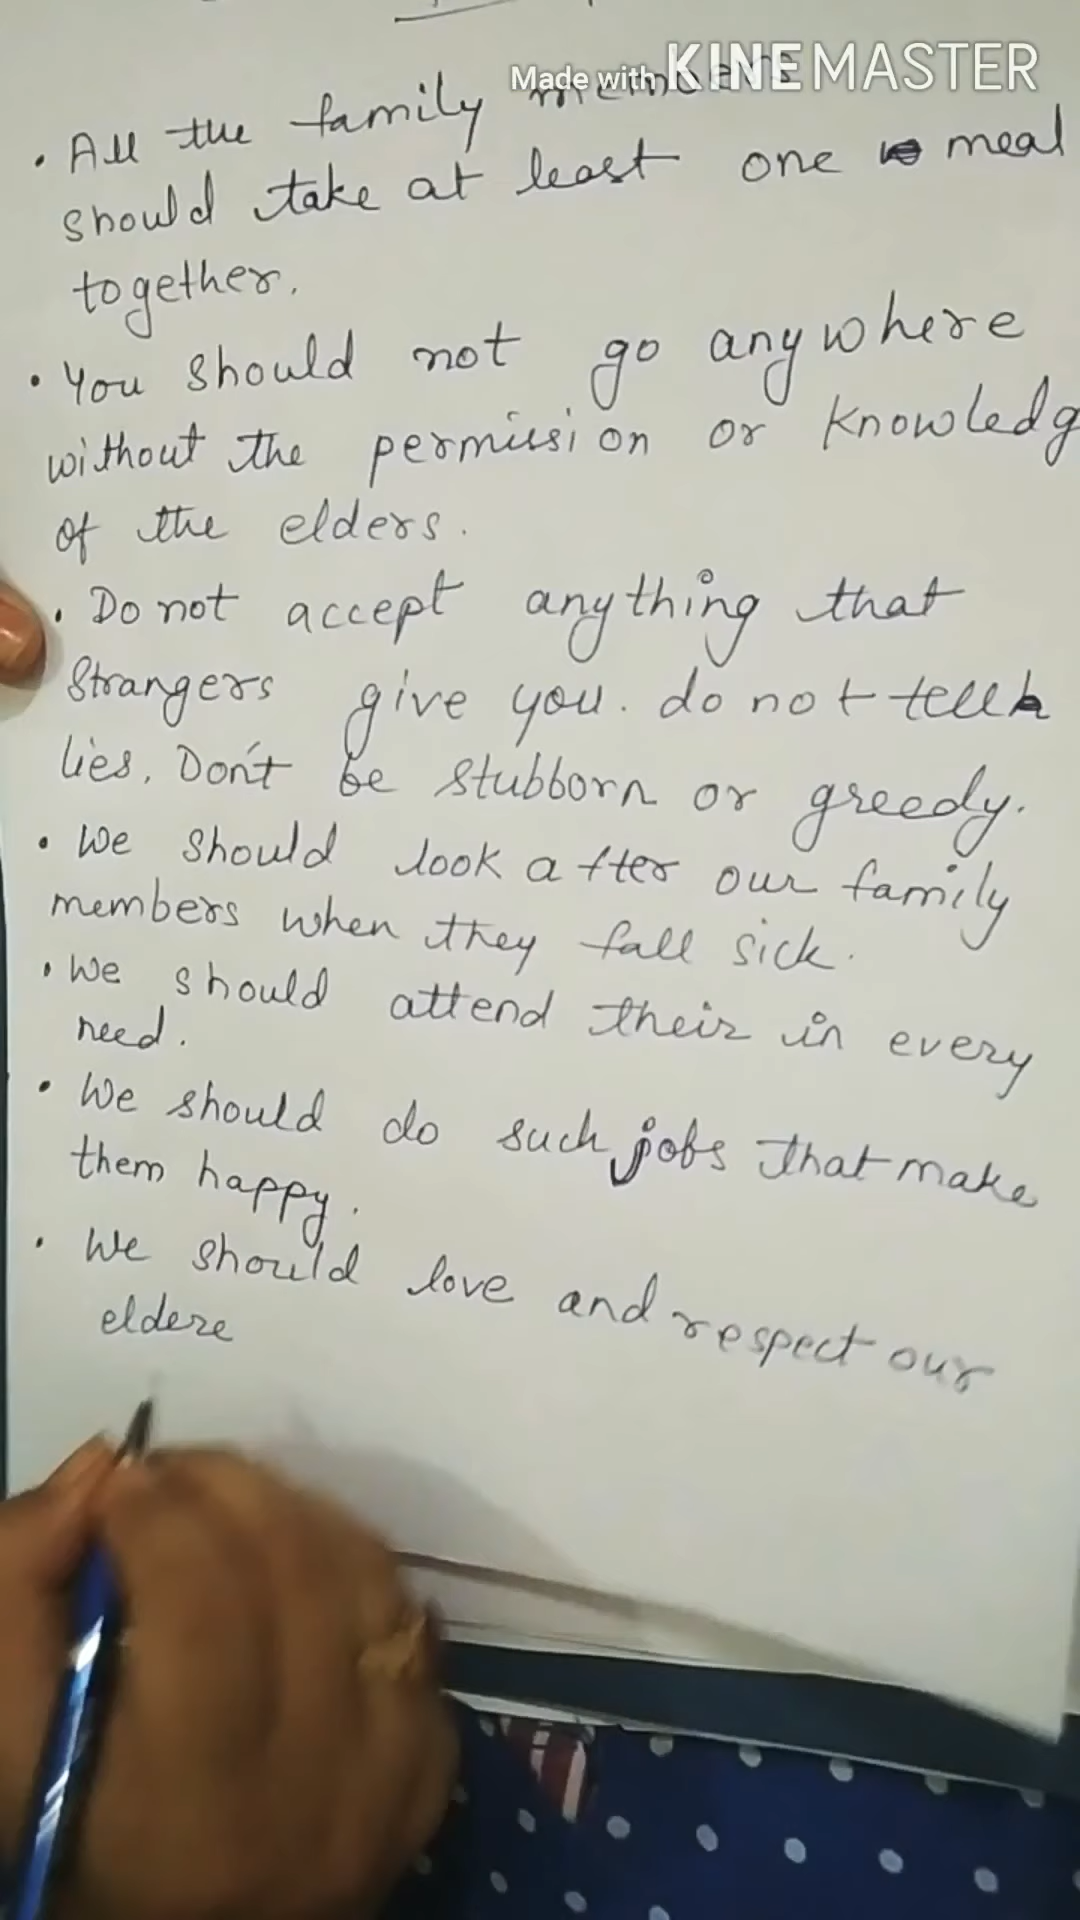 Made with KINEMASTER
• All the family members
should take at least one meal
together.
• You should not go anywhere
without the permission or knowledg
of the elders.
• Do not accept anything that
strangers give you. do not tell
lies. Don't be stubborn or greedy.
• We should look after our family
members when they fall sick.
• We should attend their in every
need.
• We should do such jobs that make
them happy.
• We should love and respect our
eldere